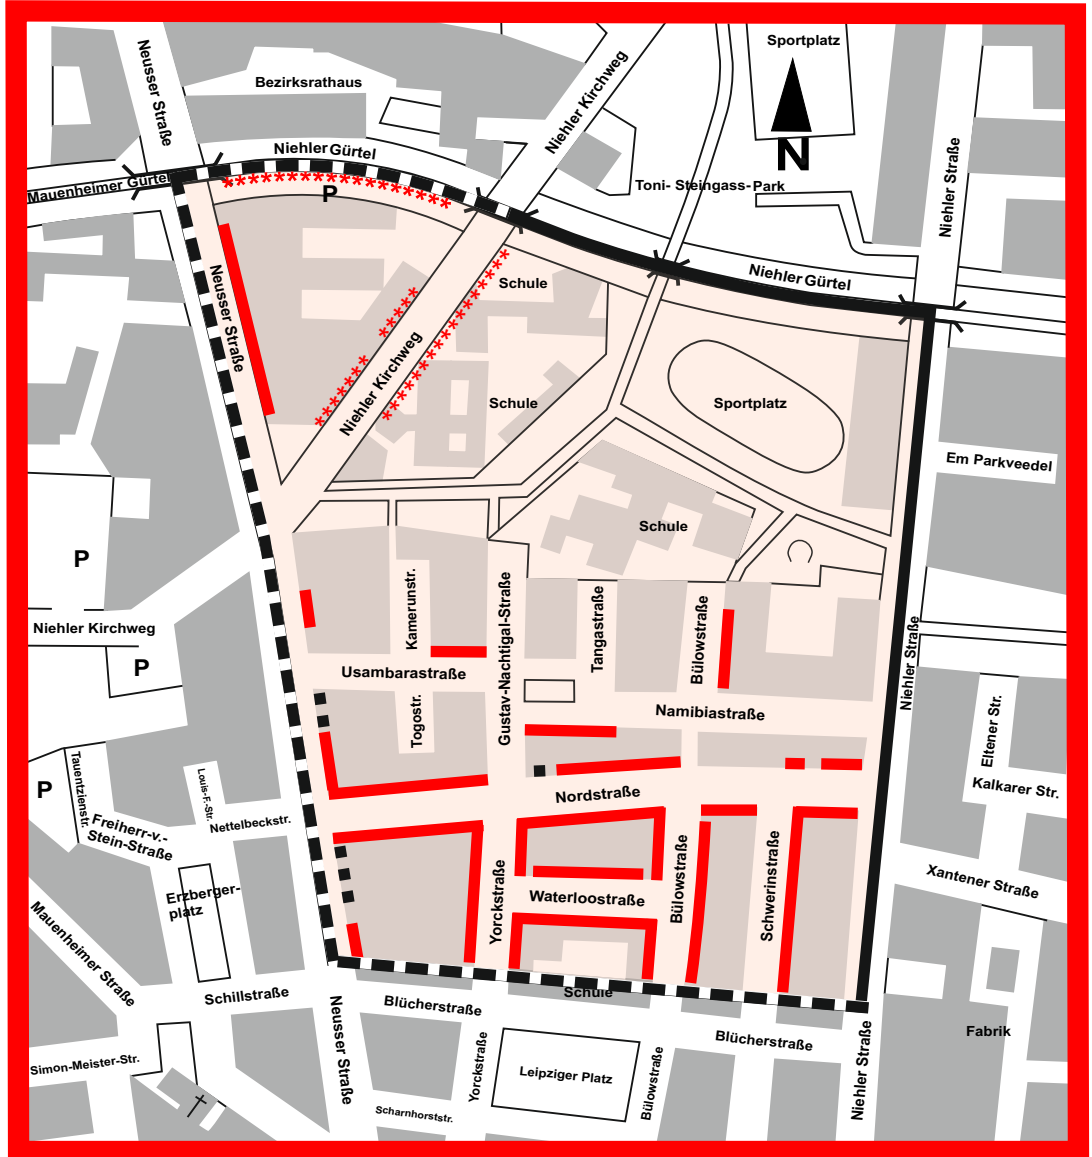 Neusser Straße
Bezirksrathaus
Niehler Kirchweg
Sportplatz
N
Niehler Straße
Niehler Gürtel
Mauenheimer Gürtel
P
Toni- Steingass-Park
Neusser Straße
Schule
Niehler Gürtel
Niehler Kirchweg
Schule
Sportplatz
Em Parkveedel
Schule
P
Niehler Kirchweg
P
Kamerunstr.
Gustav-Nachtigal-Straße
Tangastraße
Bülowstraße
Niehler Straße
Usambarastraße
Togostr.
Namibiastraße
Eltener Str.
Kalkarer Str.
P
Tauentzienstr.
Louis-F.-Str.
Nettelbeckstr.
Freiherr-v.-
Stein-Straße
Nordstraße
Erzberger-
platz
Yorckstraße
Waterloostraße
Bülowstraße
Schwerinstraße
Xantener Straße
Mauenheimer Straße
Schillstraße
Schule
Neusser Straße
Blücherstraße
Blücherstraße
Fabrik
Simon-Meister-Str.
Yorckstraße
Leipziger Platz
Bülowstraße
Niehler Straße
Scharnhorststr.